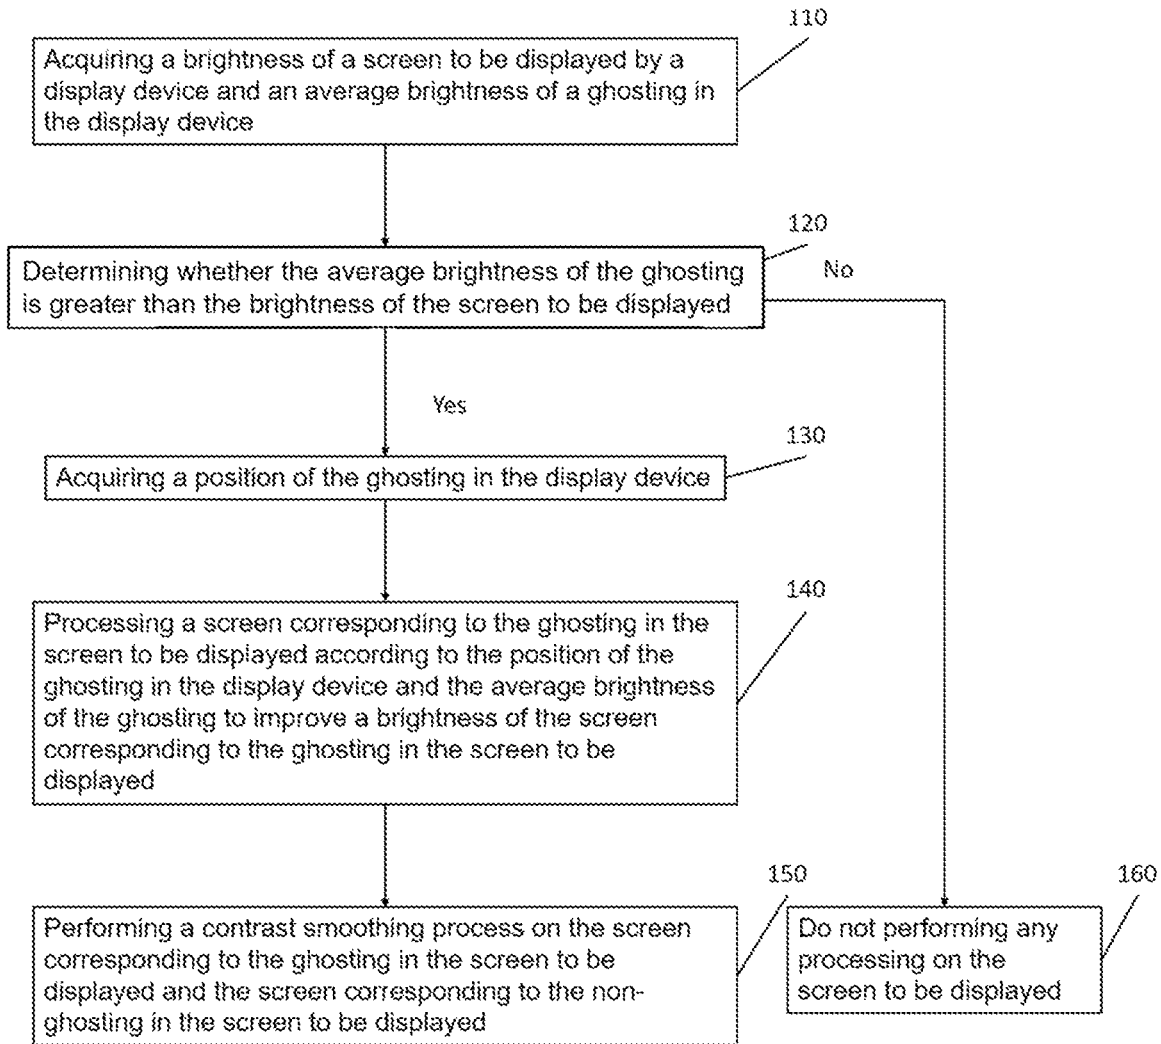 110
Acquiring a brightness of a screen to be displayed by a
display device and an average brightness of a ghosting in
the display device
120
Determining whether the average brightness of the ghosting
is greater than the brightness of the screen to be displayed
No
Yes
130
Acquiring a position of the ghosting in the display device
140
Processing a screen corresponding to the ghosting in the
screen to be displayed according to the position of the
ghosting in the display device and the average brightness
of the ghosting to improve a brightness of the screen
corresponding to the ghosting in the screen to be
displayed
150
Performing a contrast smoothing process on the screen
corresponding to the ghosting in the screen to be
displayed and the screen corresponding to the non-
ghosting in the screen to be displayed
160
Do not performing any
processing on the
screen to be displayed